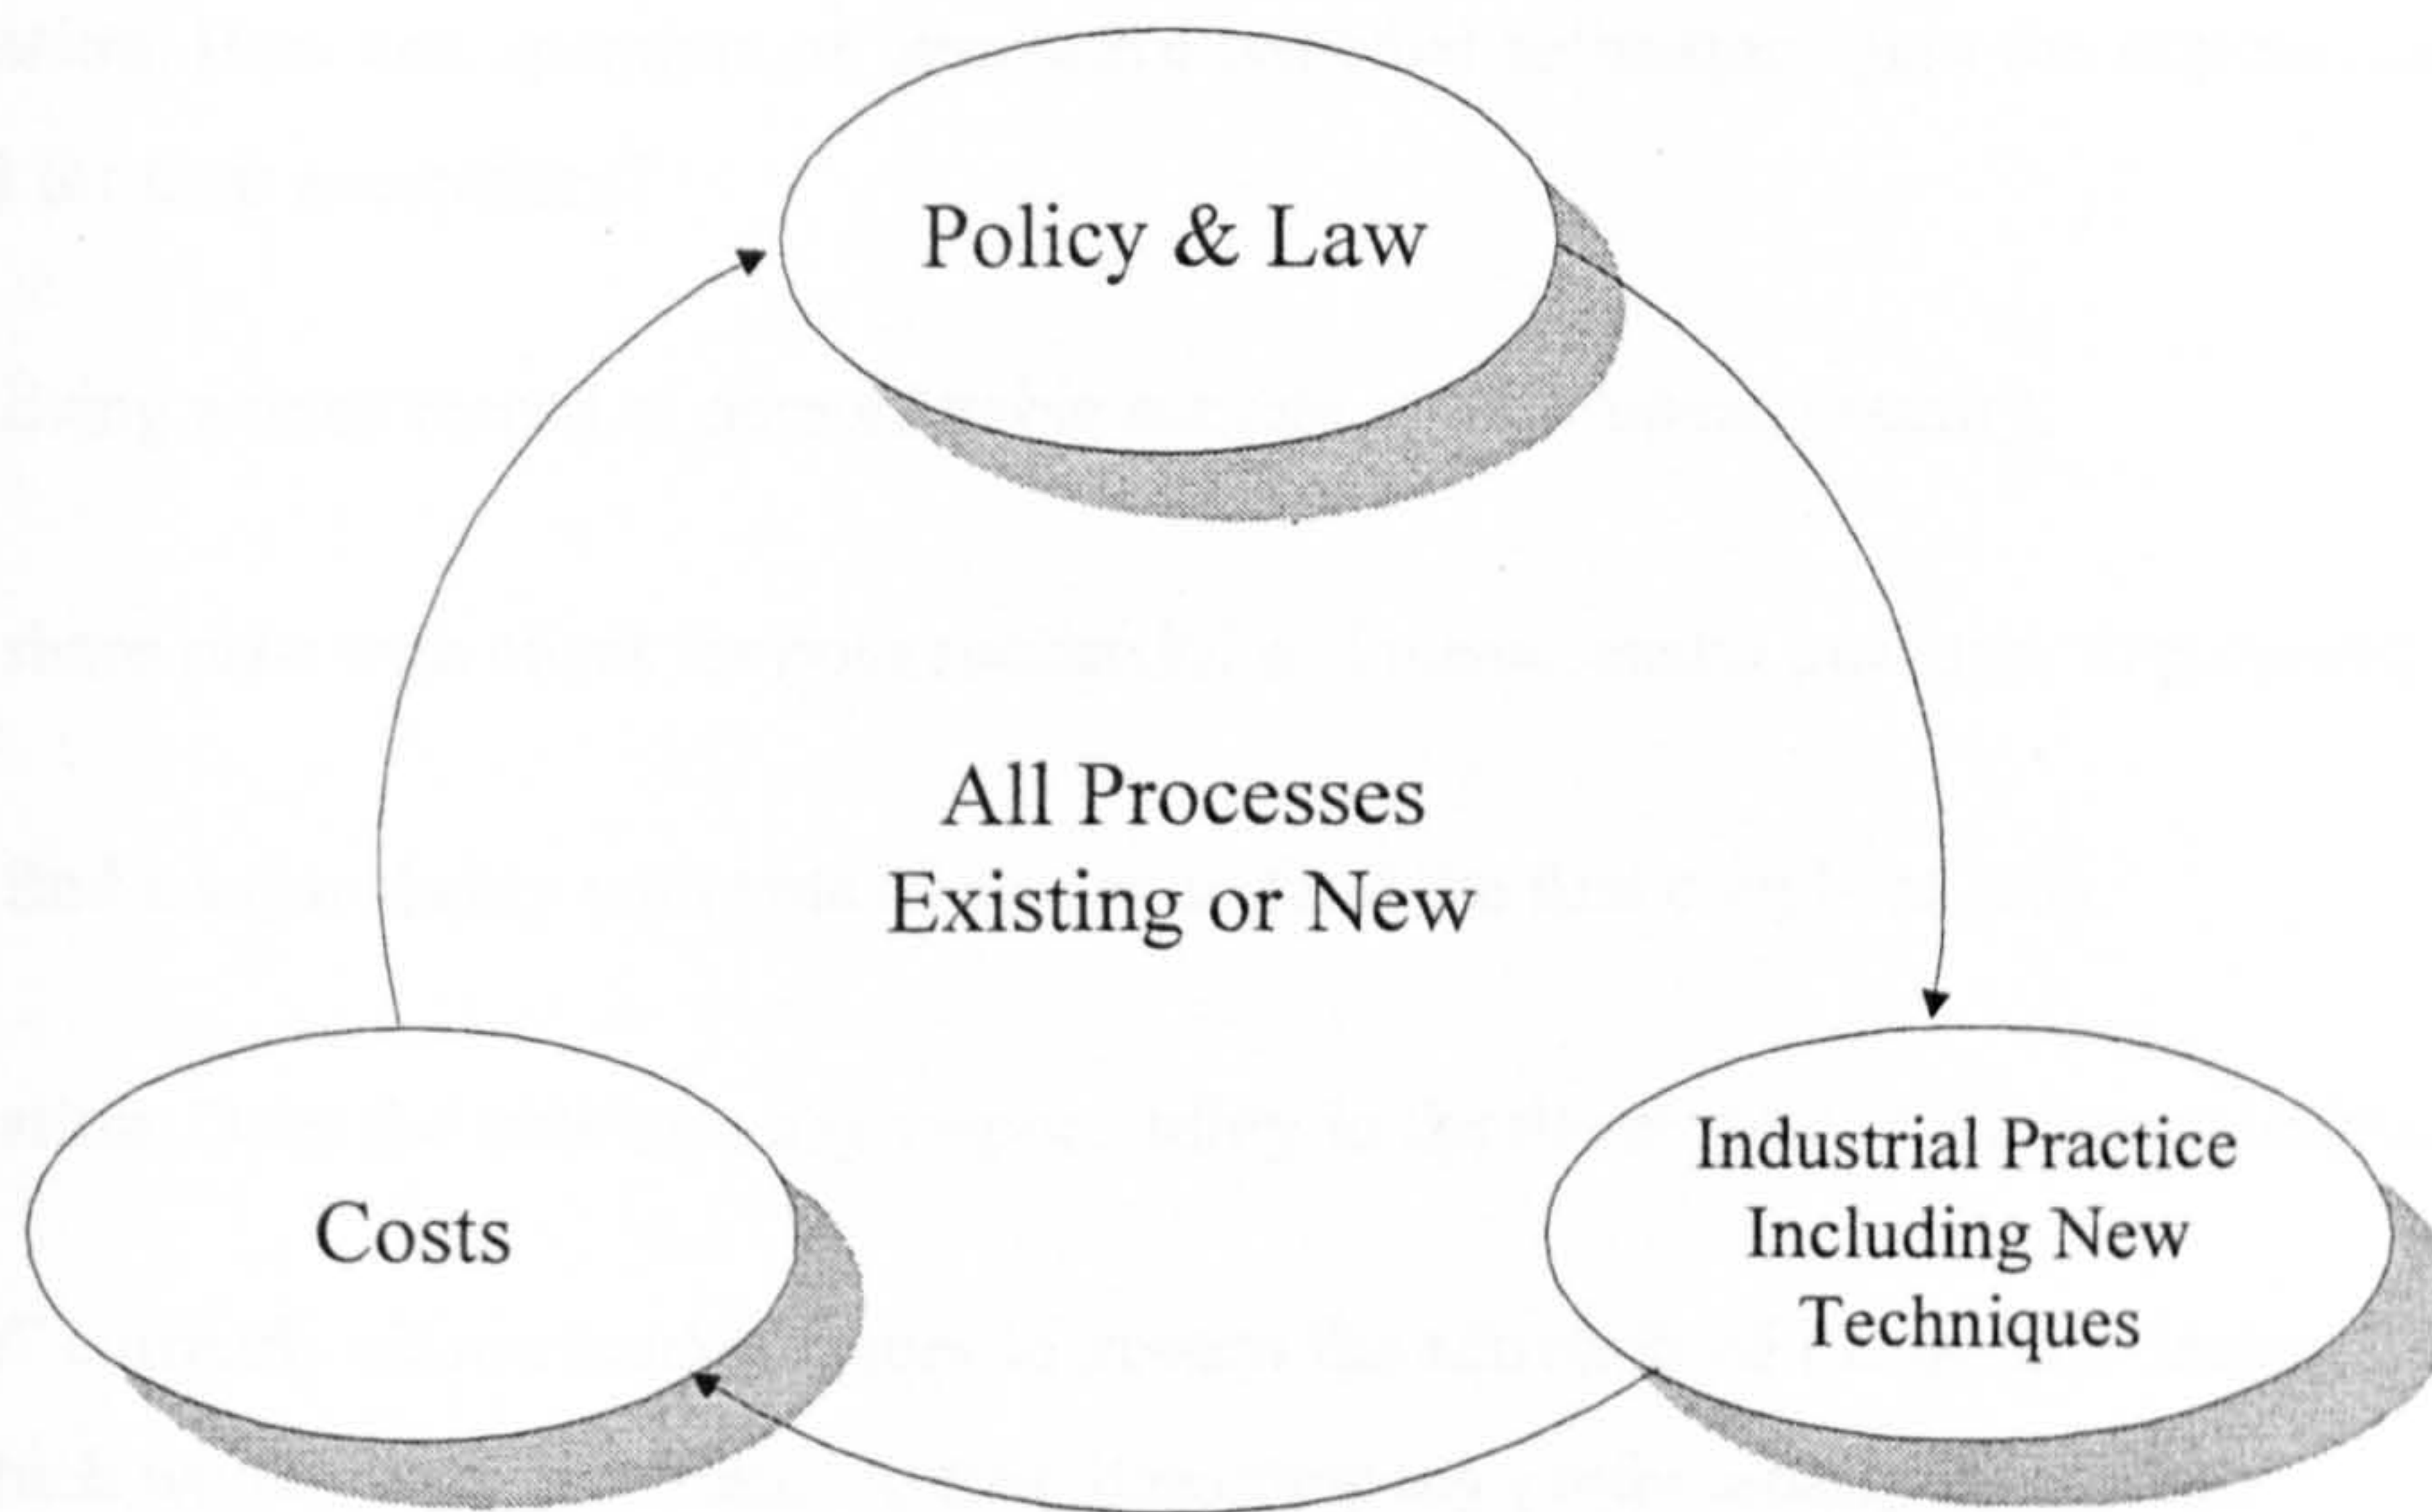 Policy & Law
All Processes
Existing or New
Costs
Industrial Practice
Including New
Techniques